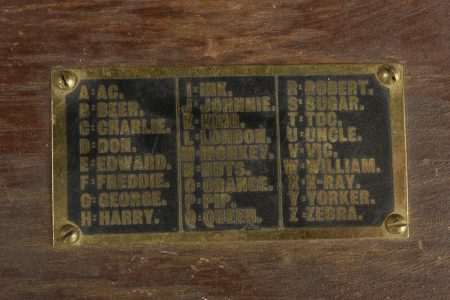 A: AC.
B: BEER.
C: CHARLIE.
D: DON.
E: EDWARD.
F: FREDDIE.
G: GEORGE.
H: HARRY.
I: INK.
J: JOHNNIE.
K: KING
L: LONDON.
M: MONKEY.
N: NUTS.
O: ORANGE.
P: PIP.
Q: QUEEN.
R: ROBERT.
S: SUGAR.
T: TOC.
U: UNCLE.
V: VIC.
W: WILLIAM.
X: X-RAY.
Y: YORKER.
Z: ZEBRA.